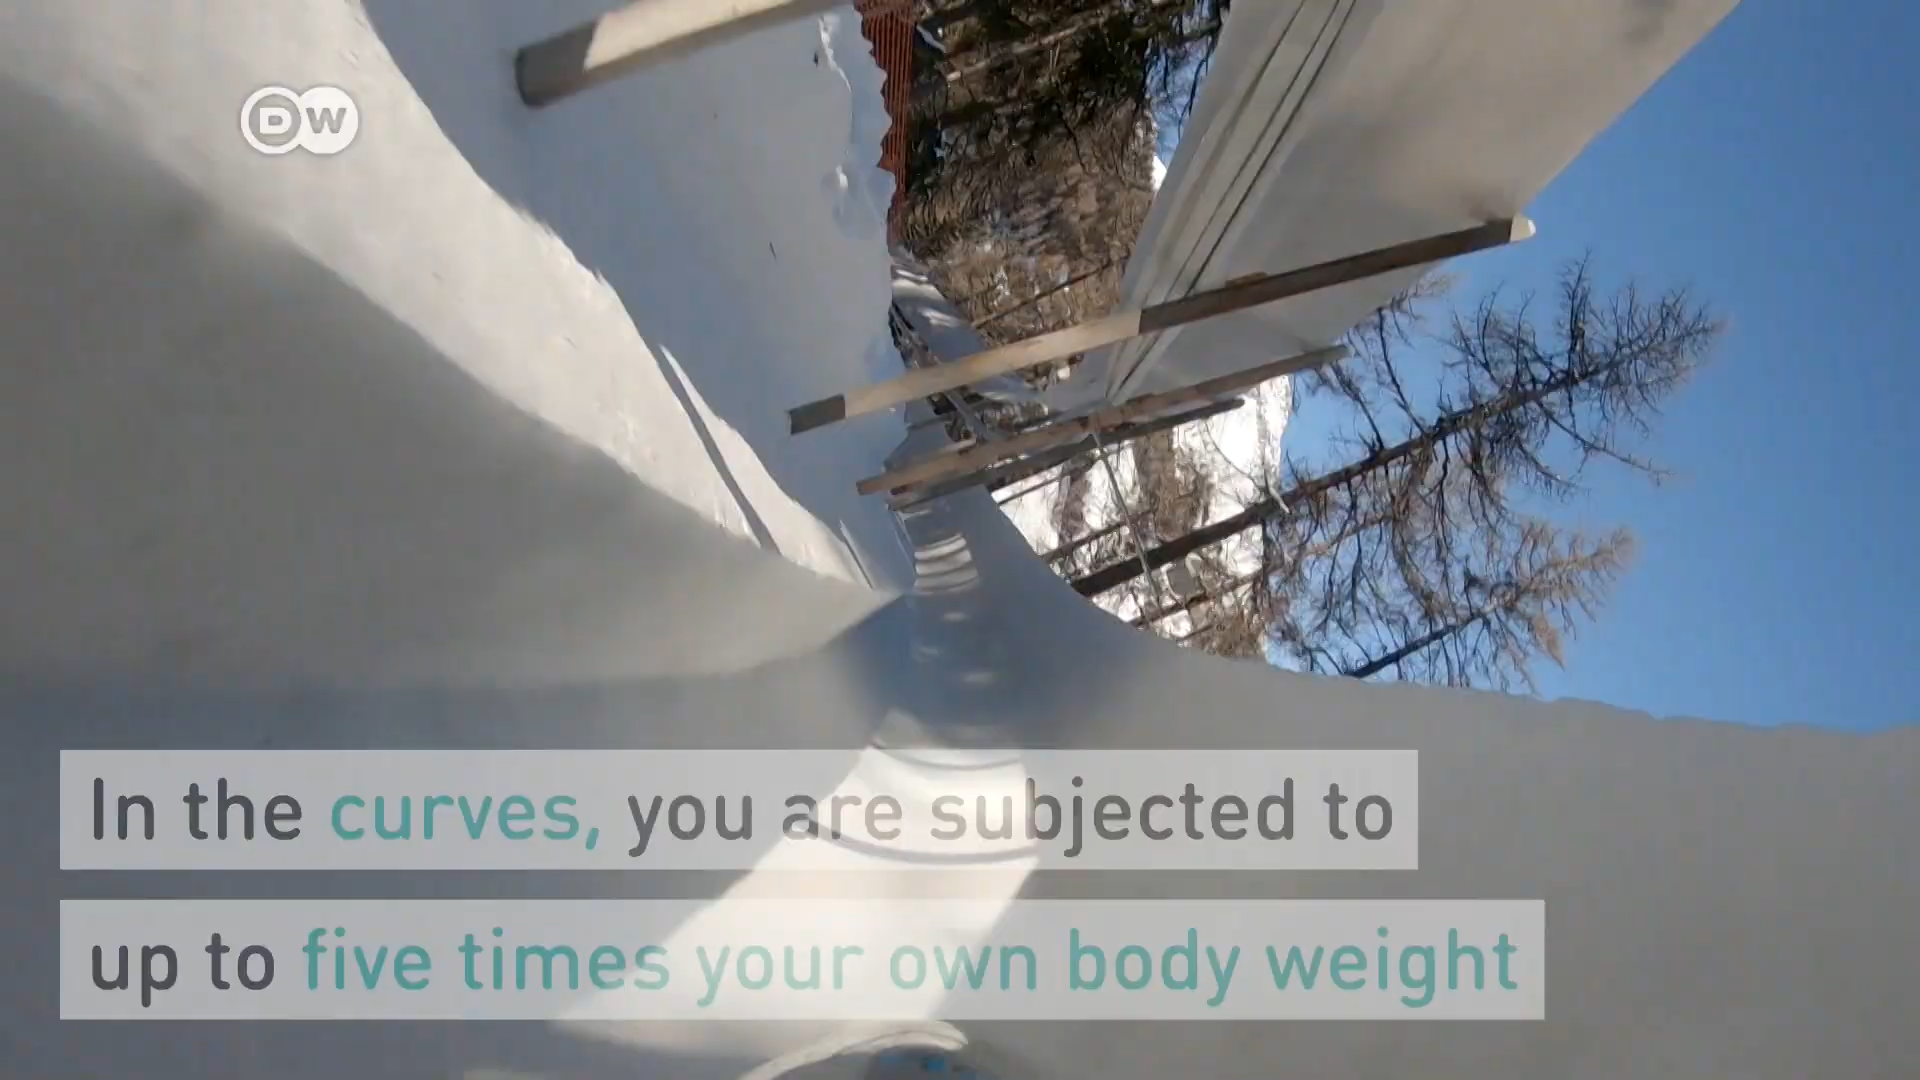 DW
In the curves, you are subjected to
up to five times your own body weight